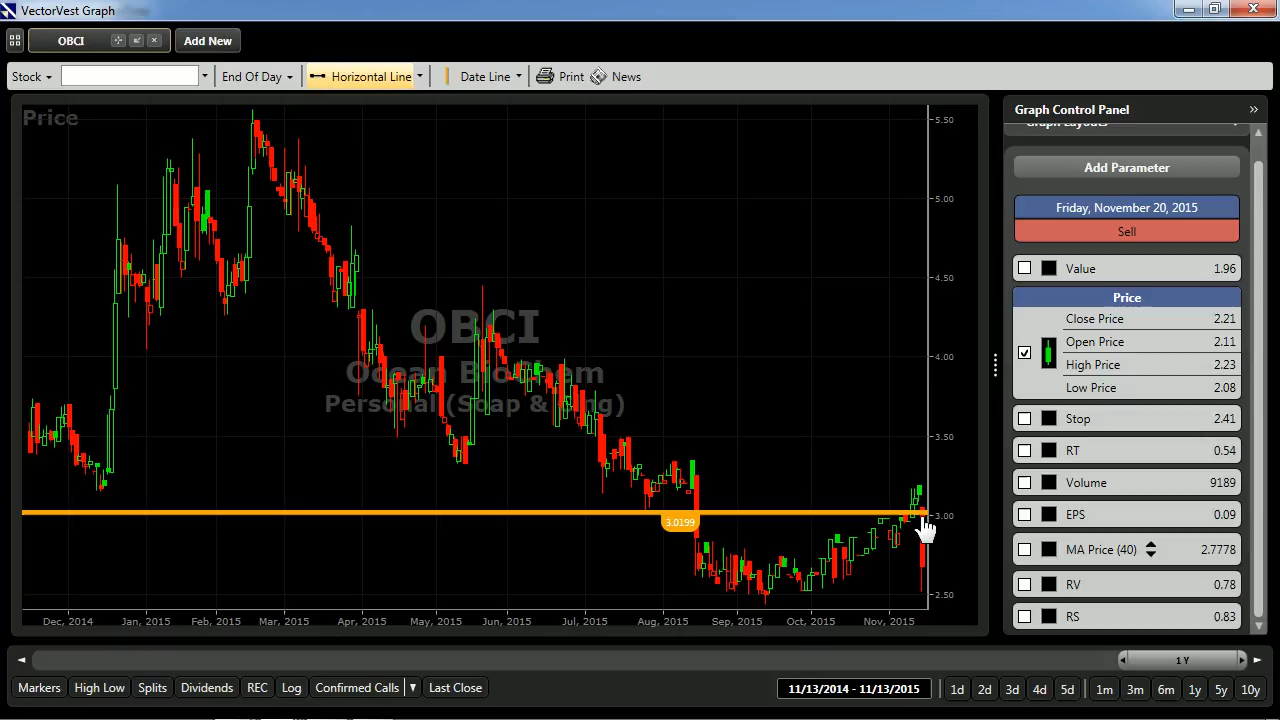 VectorVest Graph
OBCI
Add New
Stock
End Of Day
Horizontal Line
Date Line
Print
News
Price
5.50
5.00
4.50
4.00
3.50
3.00
2.50
OBCI
Ocean BioChem
3.0199
Dec, 2014 Jan, 2015 Feb, 2015 Mar, 2015 Apr, 2015 May, 2015 Jun, 2015 Jul, 2015 Aug, 2015 Sep, 2015 Oct, 2015 Nov, 2015
Graph Control Panel
Graph Layouts
Add Parameter
Friday, November 20, 2015
Sell
Value 1.96
Price
Close Price 2.21
Open Price 2.11
High Price 2.23
Low Price 2.08
Stop 2.41
RT 0.54
Volume 9189
EPS 0.09
MA Price (40) 2.7778
RV 0.78
RS 0.83
1 Y
Markers High Low Splits Dividends REC Log Confirmed Calls Last Close 11/13/2014 - 11/13/2015 1d 2d 3d 4d 5d 1m 3m 6m 1y 5y 10y